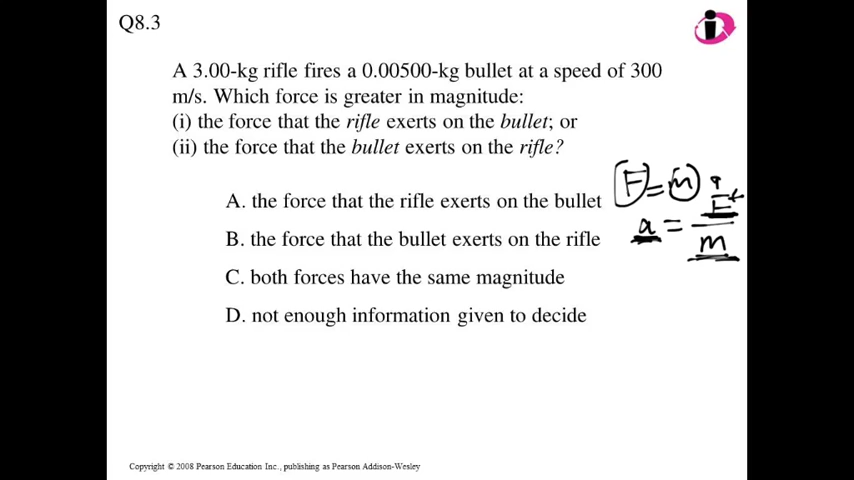 Q8.3
A 3.00-kg rifle fires a 0.00500-kg bullet at a speed of 300
m/s. Which force is greater in magnitude:
(i) the force that the rifle exerts on the bullet; or
(ii) the force that the bullet exerts on the rifle?
A. the force that the rifle exerts on the bullet
B. the force that the bullet exerts on the rifle
C. both forces have the same magnitude
D. not enough information given to decide
F = m
a = F
m
Copyright © 2008 Pearson Education Inc., publishing as Pearson Addison-Wesley